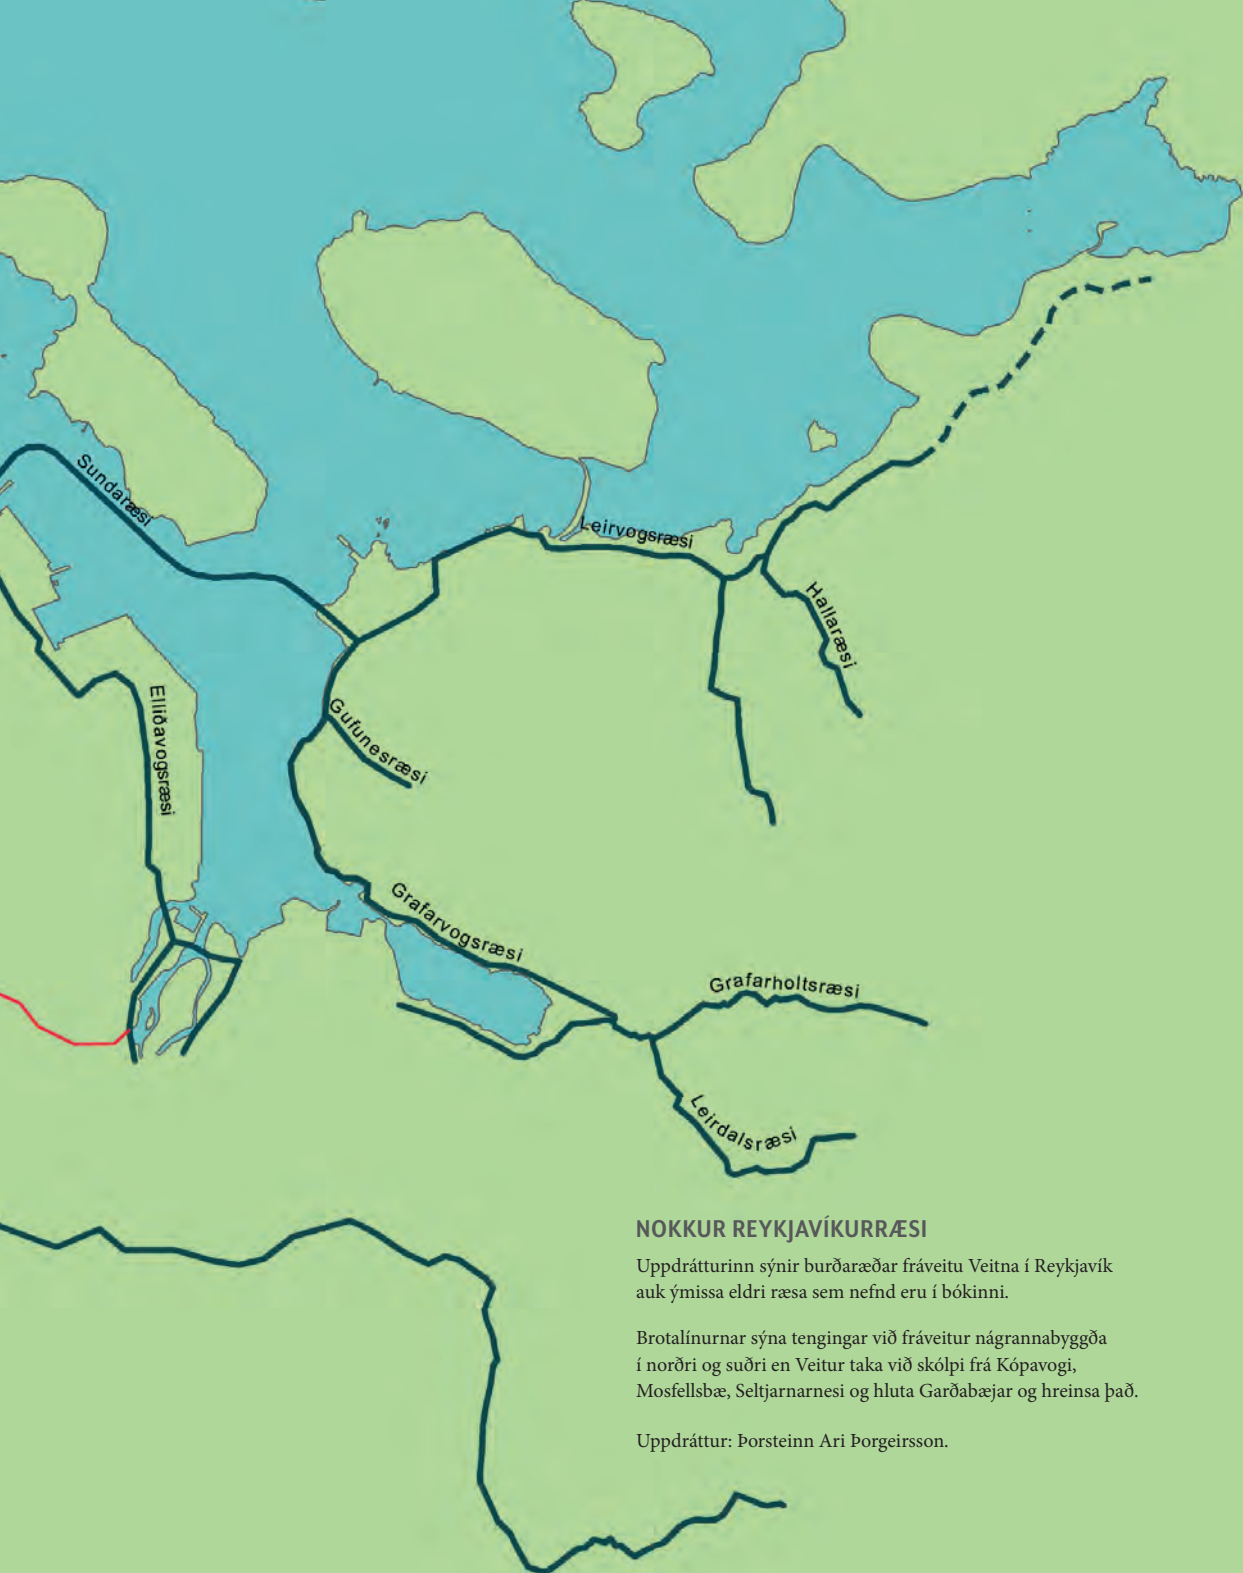 Sundaræsi
Leirvogsræsi
Hallaræsi
Elliðavogsræsi
Gufunesræsi
Grafarvogsræsi
Grafarholtsræsi
Leirdalsræsi
NOKKUR REYKJAVÍKURRÆSI
Uppdrátturinn sýnir burðaræðar fráveitu Veitna í Reykjavík
auk ýmissa eldri ræsa sem nefnd eru í bókinni.
Brotalínurnar sýna tengingar við fráveitur nágrannabyggða
í norðri og suðri en Veitur taka við skólpi frá Kópavogi,
Mosfellsbæ, Seltjarnarnesi og hluta Garðabæjar og hreinsa það.
Uppdráttur: Þorsteinn Ari Þorgeirsson.